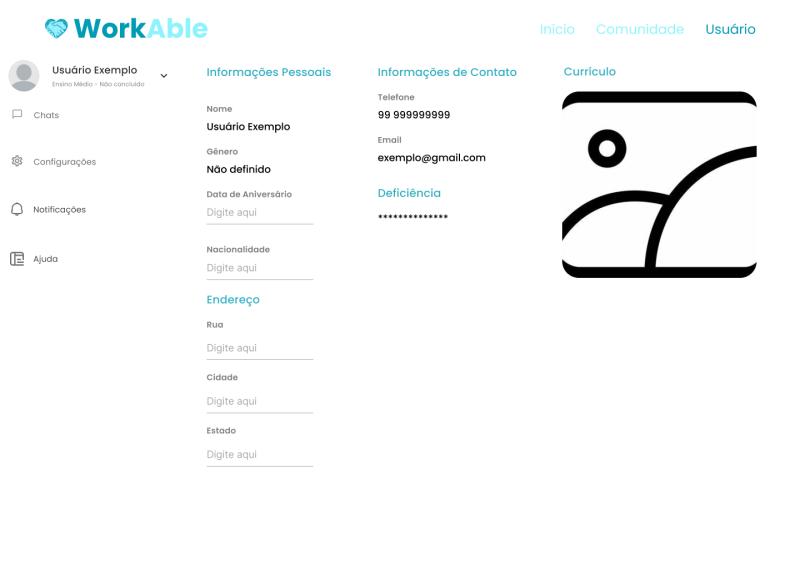 WorkAble
Início
Comunidade
Usuário
Usuário Exemplo
Ensino Médio - Não concluído
Chats
Configurações
Notificações
Ajuda
Informações Pessoais
Nome
Usuário Exemplo
Gênero
Não definido
Data de Aniversário
Digite aqui
Nacionalidade
Digite aqui
Endereço
Rua
Digite aqui
Cidade
Digite aqui
Estado
Digite aqui
Informações de Contato
Telefone
99 999999999
Email
exemplo@gmail.com
Deficiência
**************
Currículo